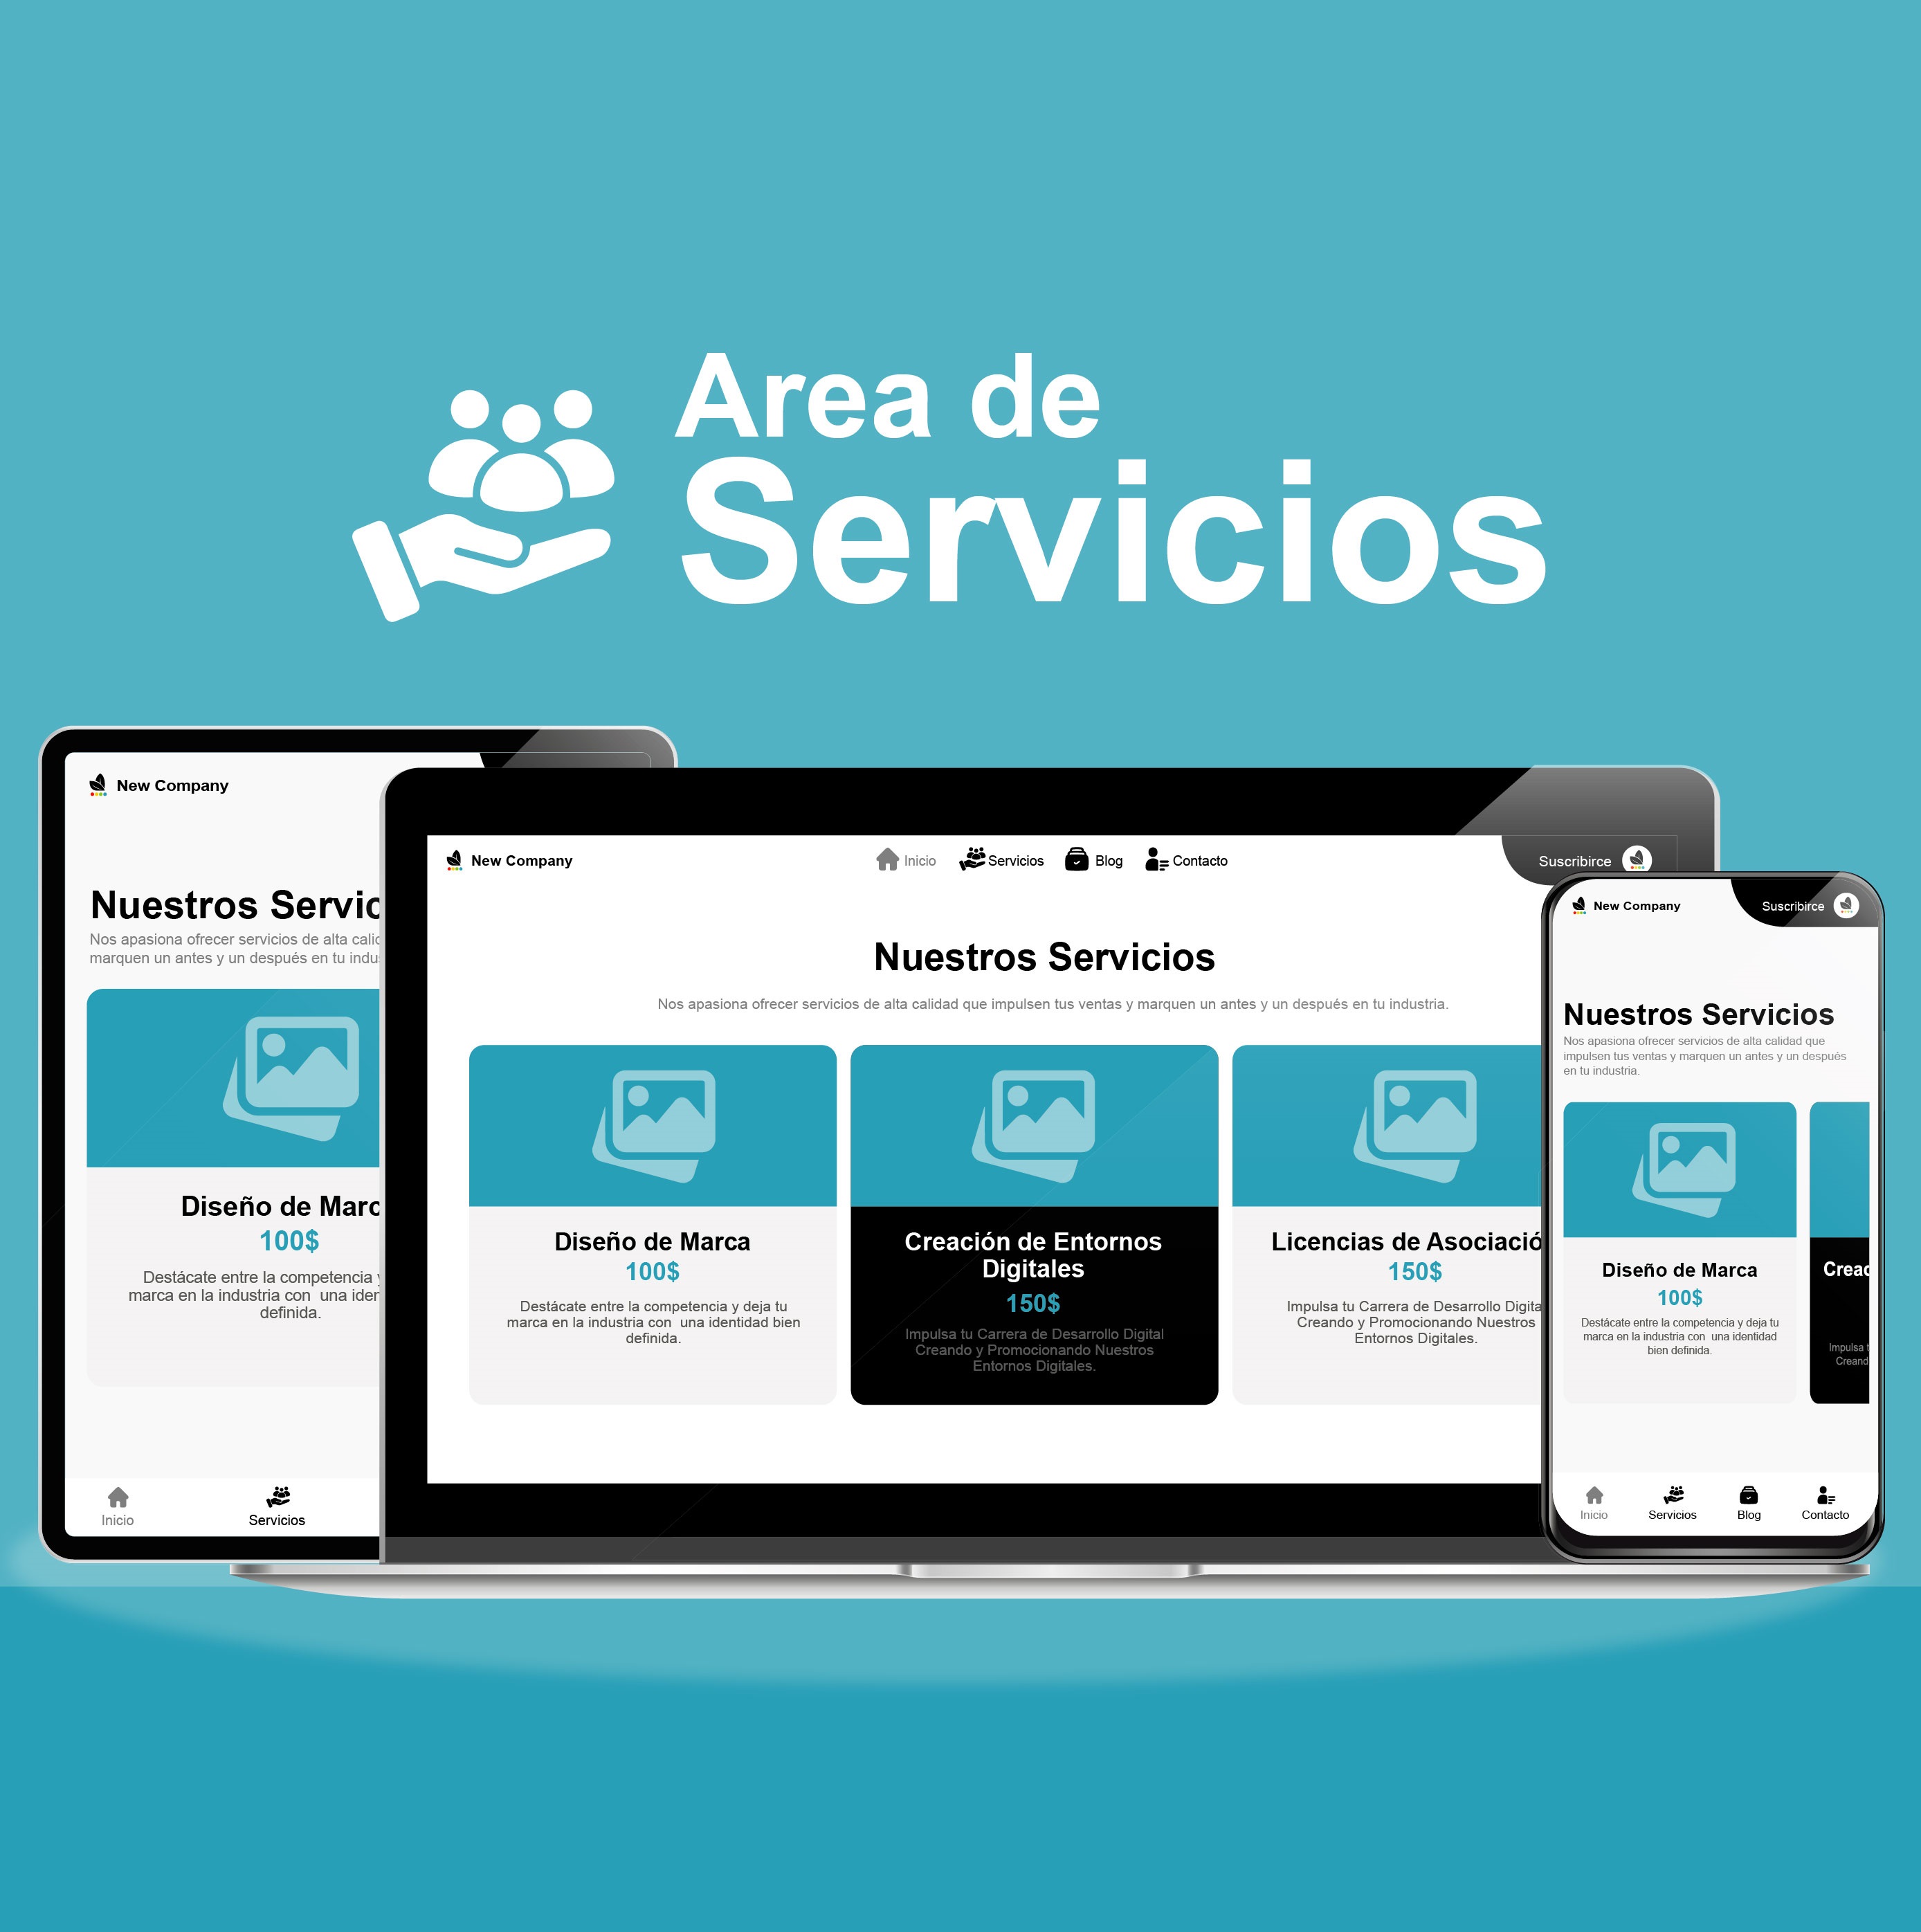 Area de
Servicios
New Company
Nuestros Servic
Nos apasiona ofrecer servicios de alta calid
marquen un antes y un después en tu indus
Diseño de Marc
100$
Destácate entre la competencia y
marca en la industria con una iden
definida.
Inicio
Servicios
New Company
Inicio
Servicios
Blog
Contacto
Suscribirce
Nuestros Servicios
Nos apasiona ofrecer servicios de alta calidad que impulsen tus ventas y marquen un antes y un después en tu industria.
Diseño de Marca
100$
Destácate entre la competencia y deja tu
marca en la industria con una identidad bien
definida.
Creación de Entornos
Digitales
150$
Impulsa tu Carrera de Desarrollo Digital
Creando y Promocionando Nuestros
Entornos Digitales.
Licencias de Asociació
150$
Impulsa tu Carrera de Desarrollo Digita
Creando y Promocionando Nuestros
Entornos Digitales.
New Company
Suscribirce
Nuestros Servicios
Nos apasiona ofrecer servicios de alta calidad que
impulsen tus ventas y marquen un antes y un después
en tu industria.
Diseño de Marca
100$
Destácate entre la competencia y deja tu
marca en la industria con una identidad
bien definida.
Creac
Impulsa t
Creand
Inicio
Servicios
Blog
Contacto